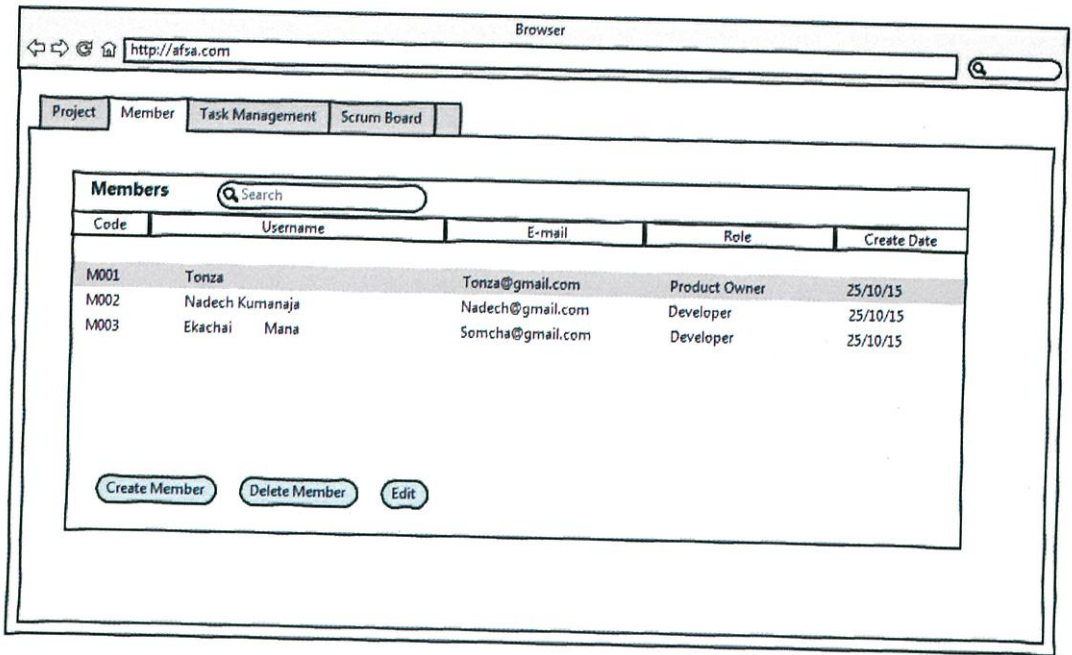 Browser
http://afsa.com
Project Member Task Management Scrum Board
Members Search
Code Username E-mail Role Create Date
M001 Tonza Tonza@gmail.com Product Owner 25/10/15
M002 Nadech Kumanaja Nadech@gmail.com Developer 25/10/15
M003 Ekachai Mana Somcha@gmail.com Developer 25/10/15
Create Member Delete Member Edit